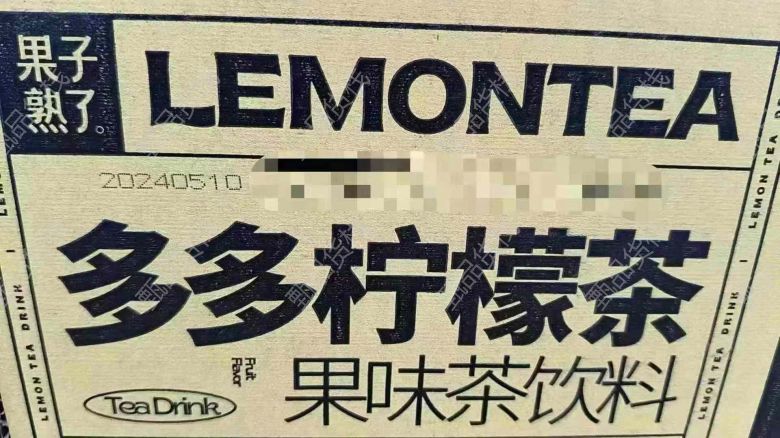 果子
熟了。
LEMONTEA
20240510
多多柠檬茶
Fruit
Flavor
果味茶饮料
Tea Drink
LEMON TEA DRINK
LEMON TEA DRINK